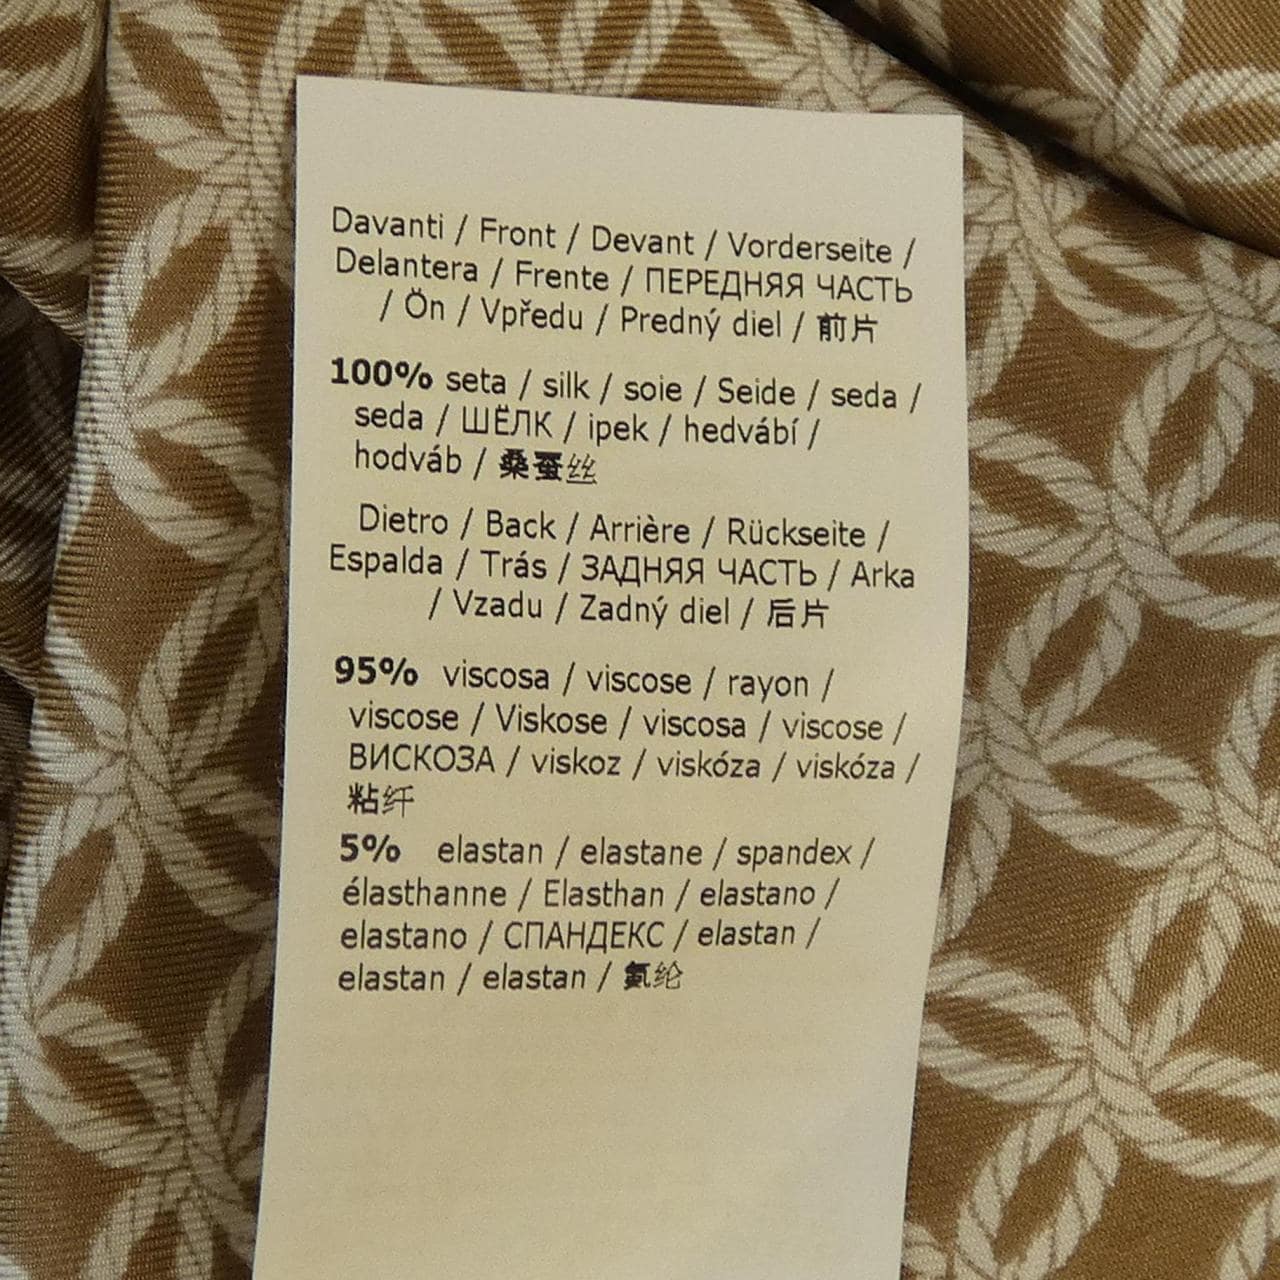 Davanti / Front / Devant / Vorderseite /
Delantera / Frente / ПЕРЕДНЯЯ ЧАСТЬ
/ Ön / Vpředu / Predný diel / 前片
100% seta / silk / soie / Seide / seda /
seda / ШЁЛК / ipek / hedvábí /
hodváb / 桑蚕丝
Dietro / Back / Arrière / Rückseite /
Espalda / Trás / ЗАДНЯЯ ЧАСТЬ / Arka
/ Vzadu / Zadný diel / 后片
95% viscosa / viscose / rayon /
viscose / Viskose / viscosa / viscose /
ВИСКОЗА / viskoz / viskóza / viskóza /
粘纤
5% elastan / elastane / spandex /
élasthanne / Elasthan / elastano /
elastano / СПАНДЕКС / elastan /
elastan / elastan / 氨纶